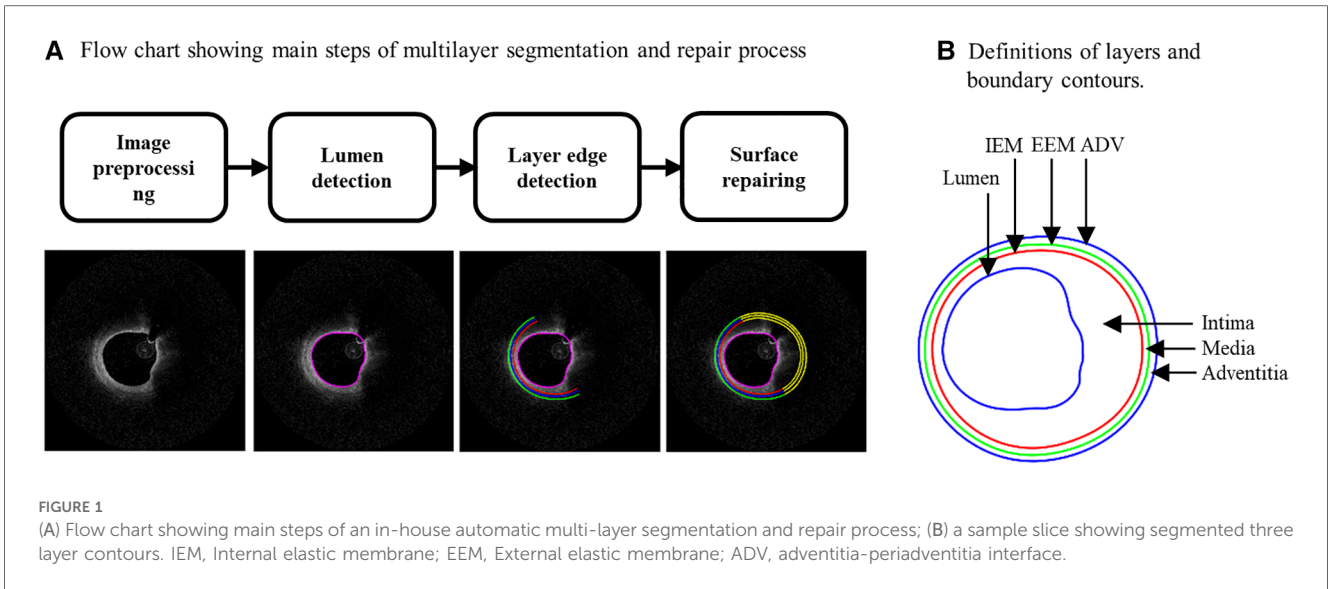 A Flow chart showing main steps of multilayer segmentation and repair process
Image
preprocessi
ng
Lumen
detection
Layer edge
detection
Surface
repairing
B Definitions of layers and
boundary contours.
IEM EEM ADV
Lumen
Intima
Media
Adventitia
FIGURE 1
(A) Flow chart showing main steps of an in-house automatic multi-layer segmentation and repair process; (B) a sample slice showing segmented three
layer contours. IEM, Internal elastic membrane; EEM, External elastic membrane; ADV, adventitia-periadventitia interface.